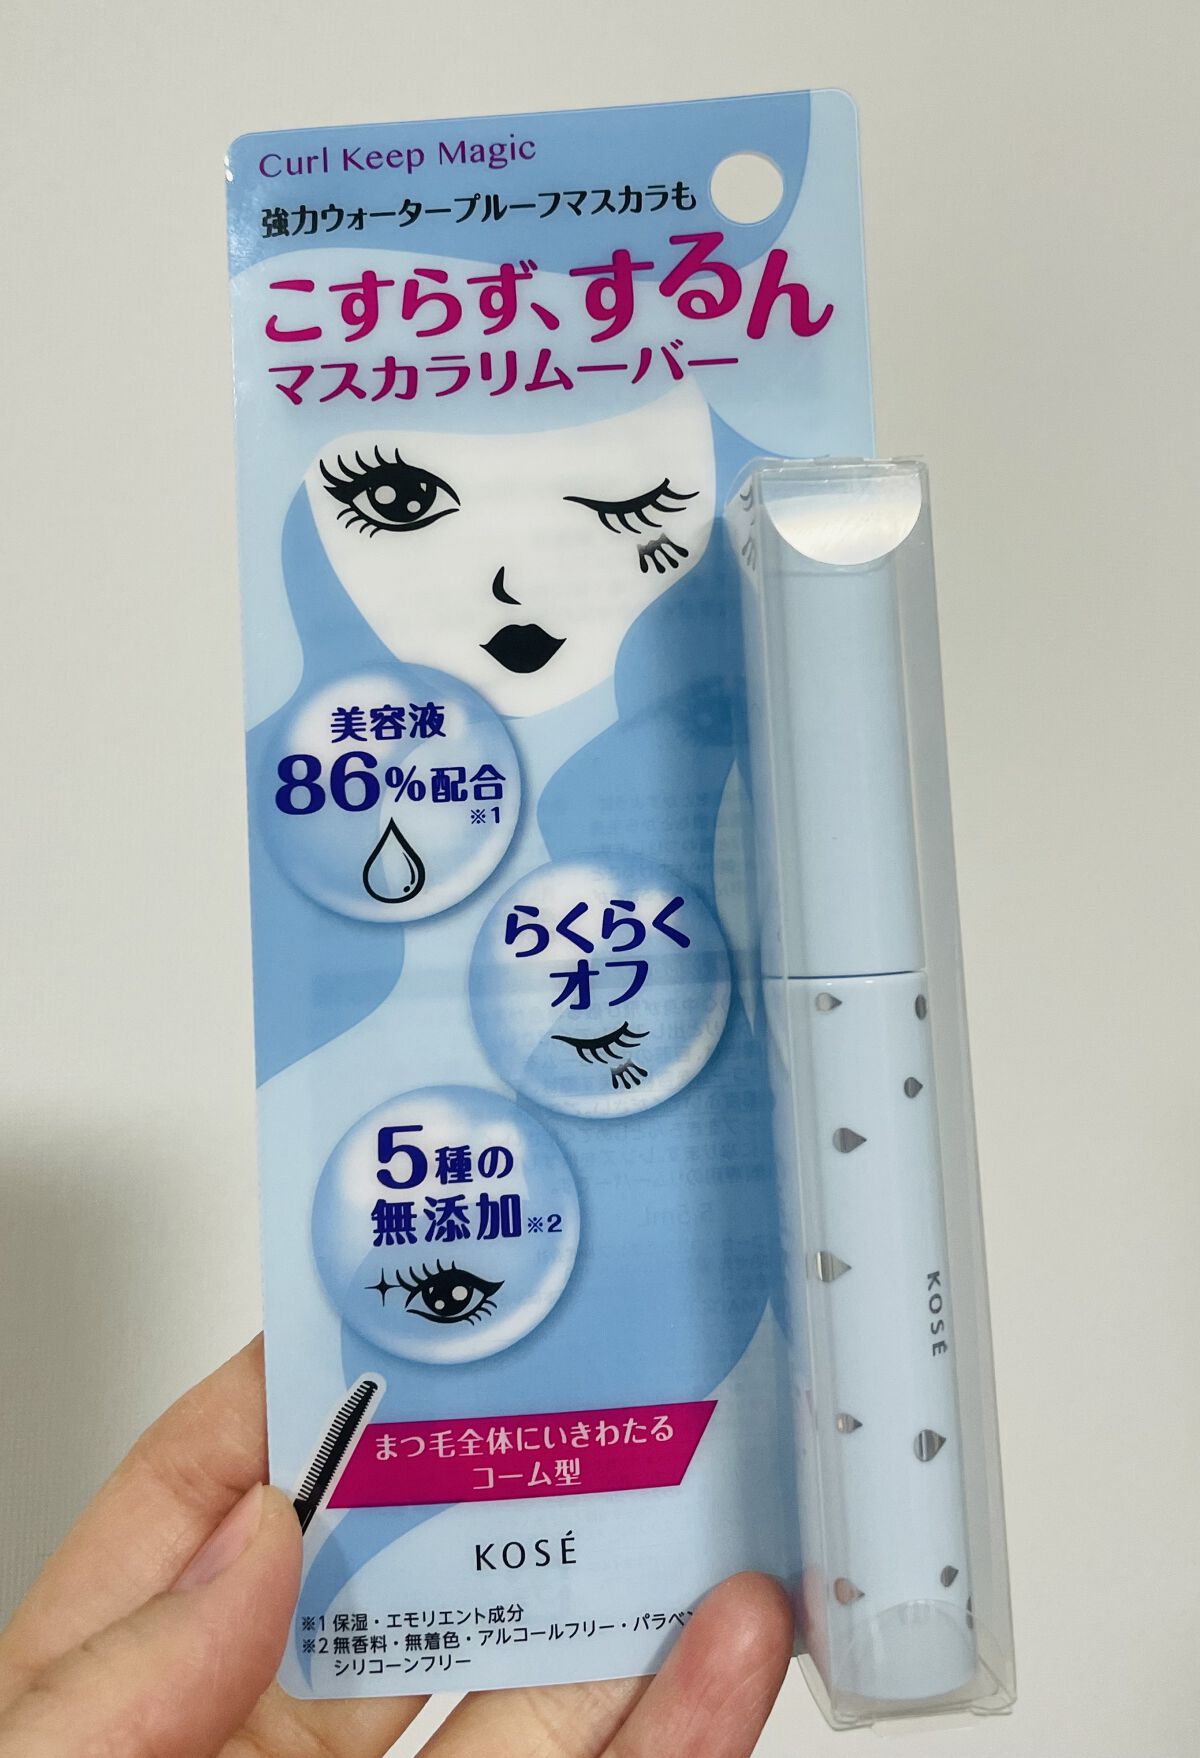 Curl Keep Magic
強力ウォータープルーフマスカラも
こすらず、するん
マスカラリムーバー
美容液
86%配合
※1
らくらく
オフ
5種の
無添加※2
まつ毛全体にいきわたる
コーム型
KOSÉ
KOSÉ
※1 保湿・エモリエント成分
※2 無香料・無着色・アルコールフリー・パラベン
シリコーンフリー